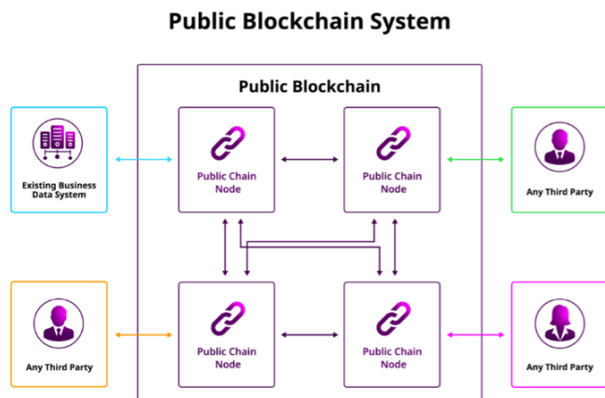 Public Blockchain System
Public Blockchain
Existing Business
Data System
Public Chain
Node
Public Chain
Node
Any Third Party
Any Third Party
Public Chain
Node
Public Chain
Node
Any Third Party